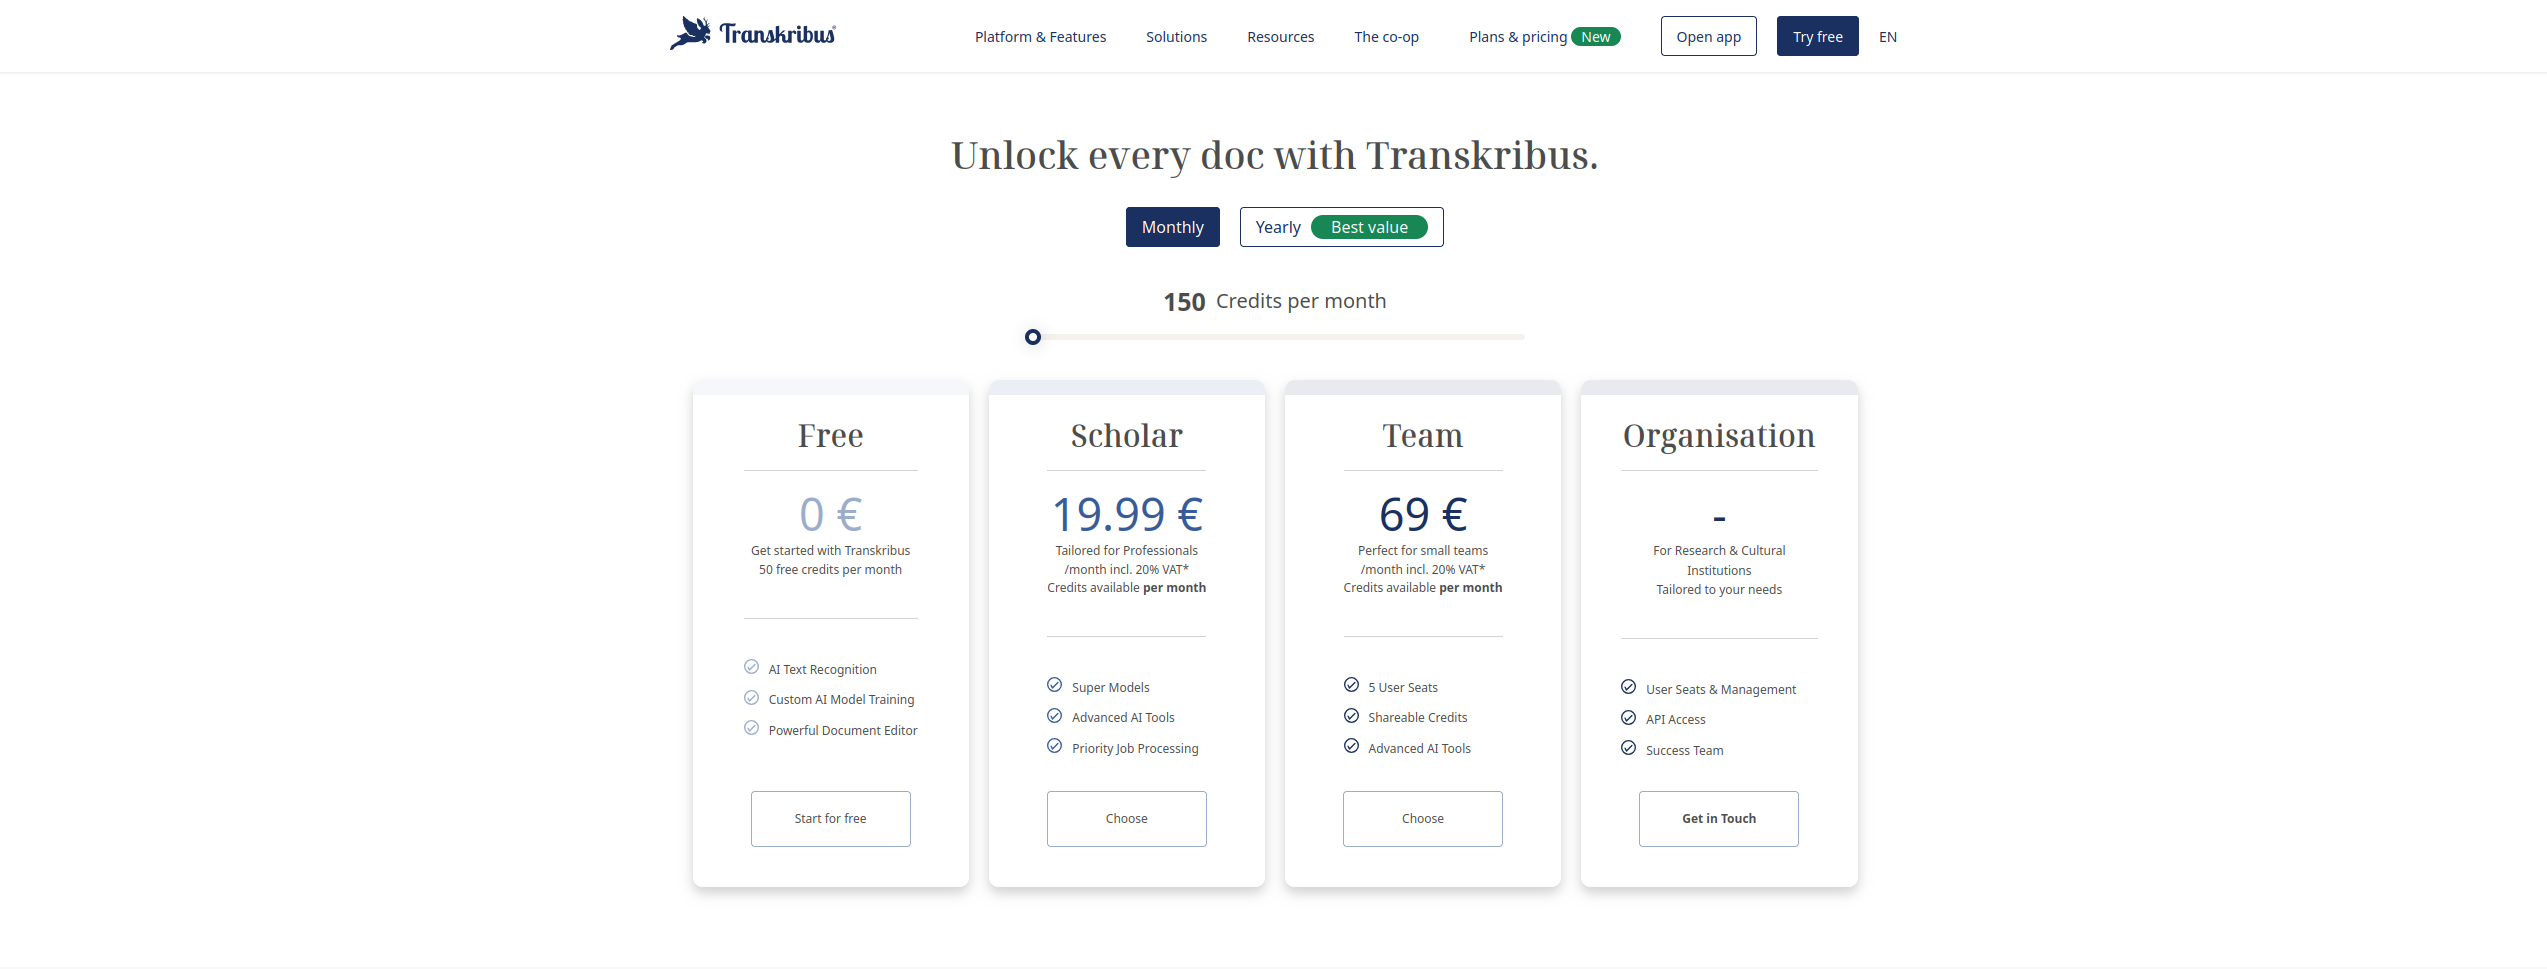 Transkribus®
Platform & Features
Solutions
Resources
The co-op
Plans & pricing New
Open app
Try free
EN
Unlock every doc with Transkribus.
Monthly
Yearly Best value
150 Credits per month
Free
0 €
Get started with Transkribus
50 free credits per month
AI Text Recognition
Custom AI Model Training
Powerful Document Editor
Start for free
Scholar
19.99 €
Tailored for Professionals
/month incl. 20% VAT*
Credits available per month
Super Models
Advanced AI Tools
Priority Job Processing
Choose
Team
69 €
Perfect for small teams
/month incl. 20% VAT*
Credits available per month
5 User Seats
Shareable Credits
Advanced AI Tools
Choose
Organisation
-
For Research & Cultural
Institutions
Tailored to your needs
User Seats & Management
API Access
Success Team
Get in Touch